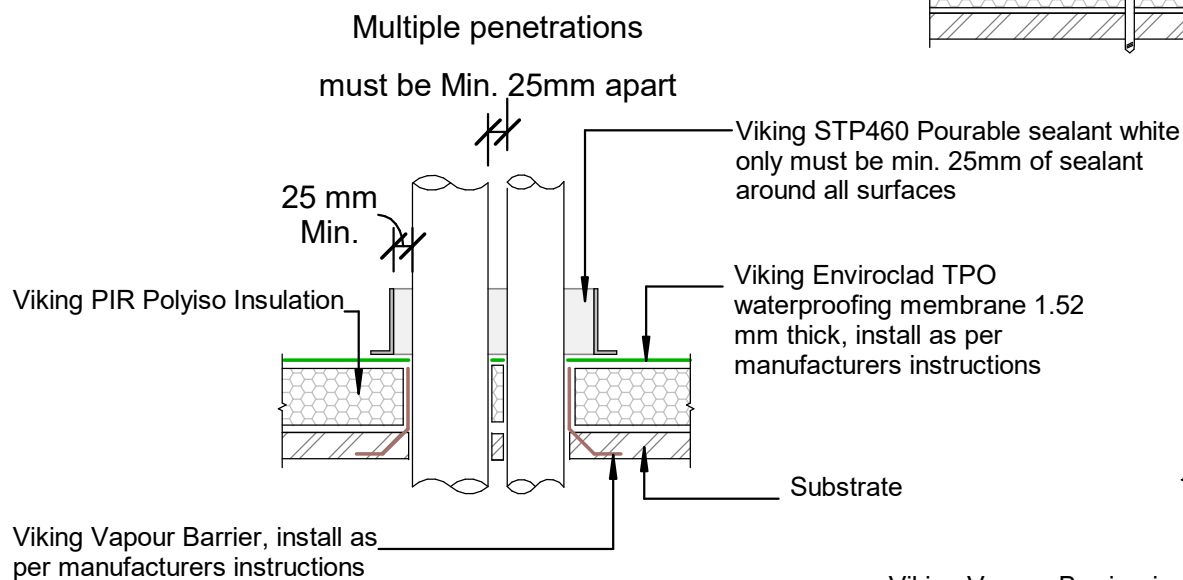 Multiple penetrations
must be Min. 25mm apart
Viking STP460 Pourable sealant white
only must be min. 25mm of sealant
around all surfaces
25 mm
Min.
Viking PIR Polyiso Insulation
Viking Enviroclad TPO
waterproofing membrane 1.52
mm thick, install as per
manufacturers instructions
Substrate
Viking Vapour Barrier, install as
per manufacturers instructions